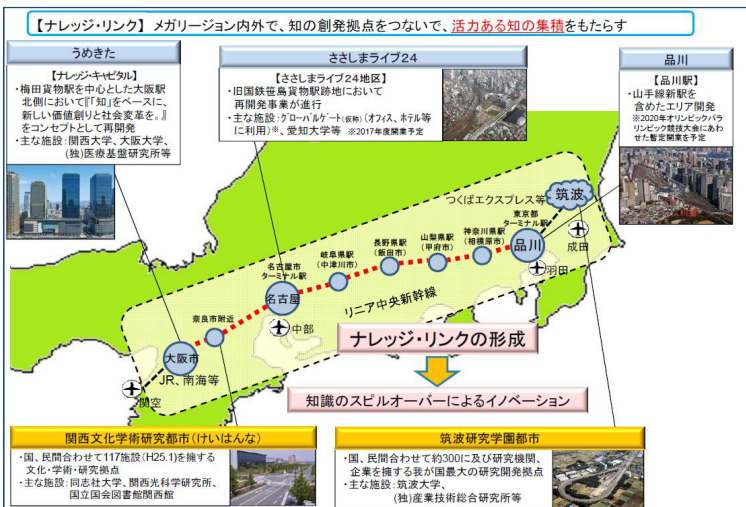 【ナレッジ・リンク】 メガリージョン内外で、知の創発拠点をつないで、活力ある知の集積をもたらす
うめきた
【ナレッジ・キャピタル】
・梅田貨物駅を中心とした大阪駅
北側において『「知」をベースに、
新しい価値創りと社会変革を。』
をコンセプトとして再開発
・主な施設：関西大学、大阪大学、
(独)医療基盤研究所等
ささしまライブ24
【ささしまライブ24地区】
・旧国鉄笹島貨物駅跡地において
再開発事業が進行
・主な施設：グローバルゲート(仮称)(オフィス、ホテル等
に利用)※、愛知大学等 ※2017年度開業予定
品川
【品川駅】
・山手線新駅を
含めたエリア開発
※2020年オリンピックパラ
リンピック競技大会にあわ
せた暫定開業を予定
つくばエクスプレス等
筑波
東京都
ターミナル駅
品川
成田
羽田
神奈川県駅
(相模原市)
山梨県駅
(甲府市)
長野県駅
(飯田市)
岐阜県駅
(中津川市)
名古屋市
ターミナル駅
名古屋
中部
リニア中央新幹線
奈良市附近
大阪市
JR、南海等
関空
ナレッジ・リンクの形成
知識のスピルオーバーによるイノベーション
関西文化学術研究都市(けいはんな)
・国、民間合わせて117施設(H25.1)を擁する
文化・学術・研究拠点
・主な施設：同志社大学、関西光科学研究所、
国立国会図書館関西館
筑波研究学園都市
・国、民間合わせて約300に及び研究機関、
企業を擁する我が国最大の研究開発拠点
・主な施設：筑波大学、
(独)産業技術総合研究所等